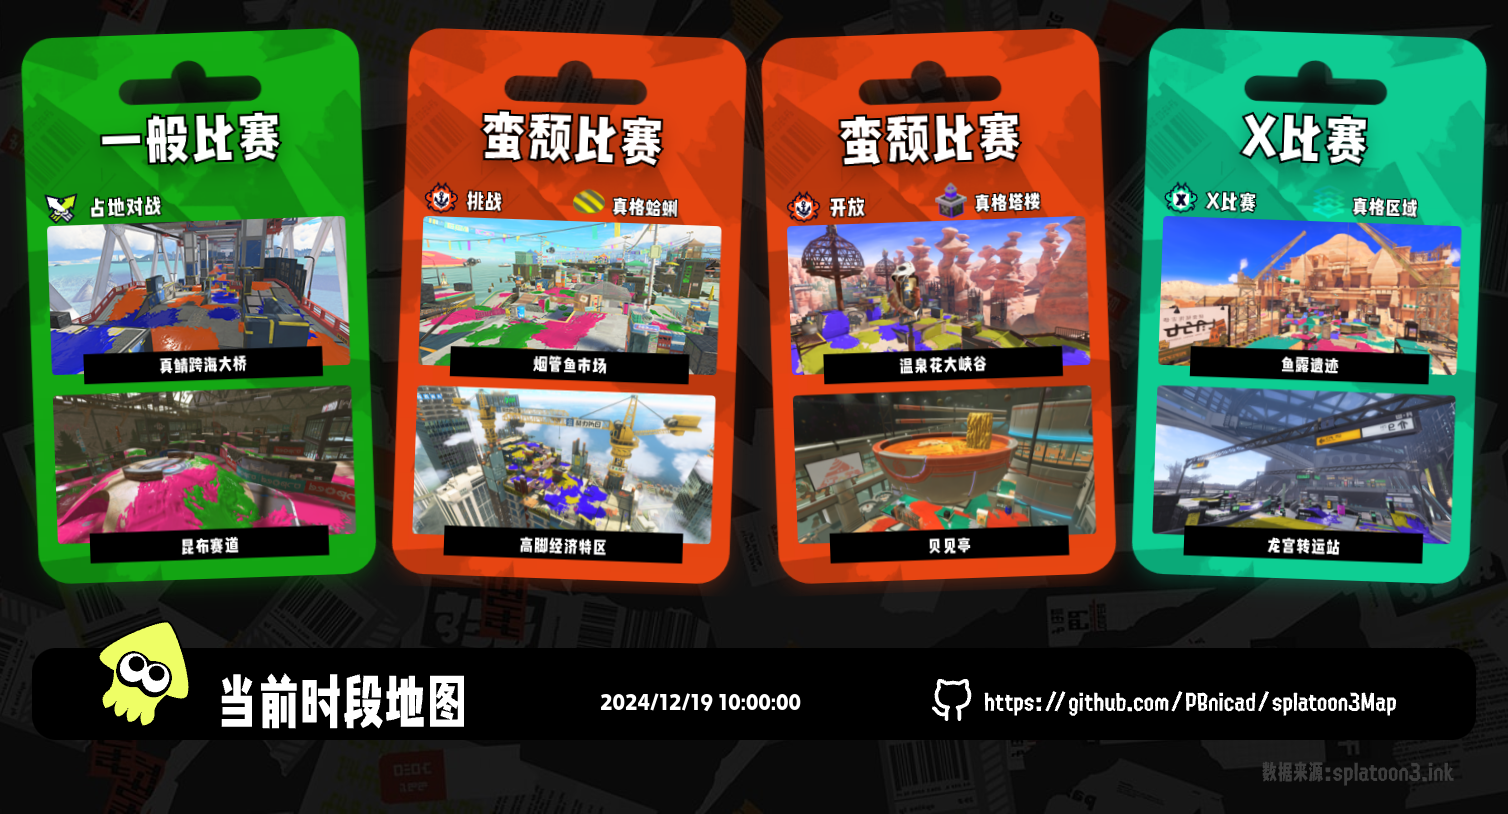 一般比赛
占地对战
真鲷跨海大桥
昆布赛道
蛮颓比赛
挑战
真格蛤蜊
烟管鱼市场
高脚经济特区
蛮颓比赛
开放
真格塔楼
温泉花大峡谷
贝贝亭
X比赛
X比赛
真格区域
鱼露遗迹
龙宫转运站
当前时段地图
2024/12/19 10:00:00
https://github.com/PBnicad/splatoon3Map
数据来源:splatoon3.ink